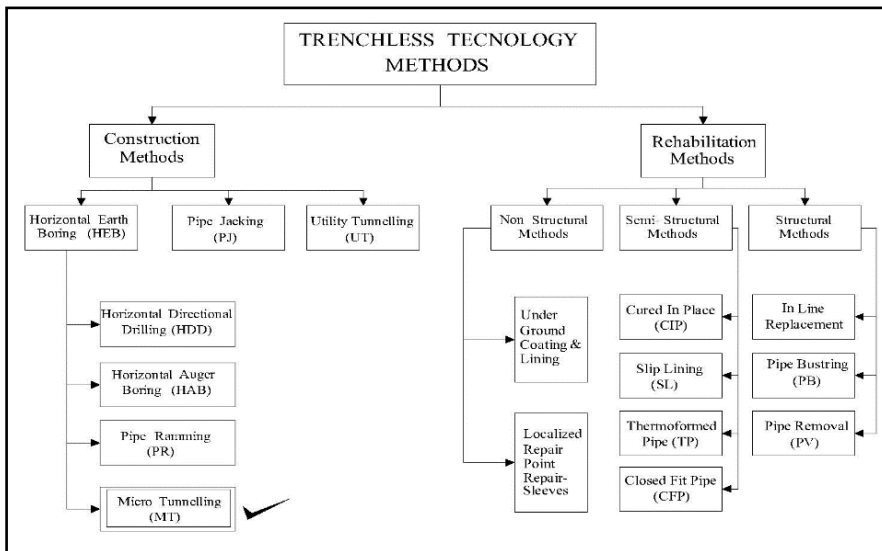 TRENCHLESS TECNOLOGY
METHODS
Construction
Methods
Rehabilitation
Methods
Horizontal Earth
Boring (HEB)
Pipe Jacking
(PJ)
Utility Tunnelling
(UT)
Non Structural
Methods
Semi-Structural
Methods
Structural
Methods
Horizontal Directional
Drilling (HDD)
Horizontal Auger
Boring (HAB)
Pipe Ramming
(PR)
Micro Tunnelling
(MT)
Under
Ground
Coating &
Lining
Localized
Repair
Point
Repair-
Sleeves
Cured In Place
(CIP)
Slip Lining
(SL)
Thermoformed
Pipe (TP)
Closed Fit Pipe
(CFP)
In Line
Replacement
Pipe Bustring
(PB)
Pipe Removal
(PV)